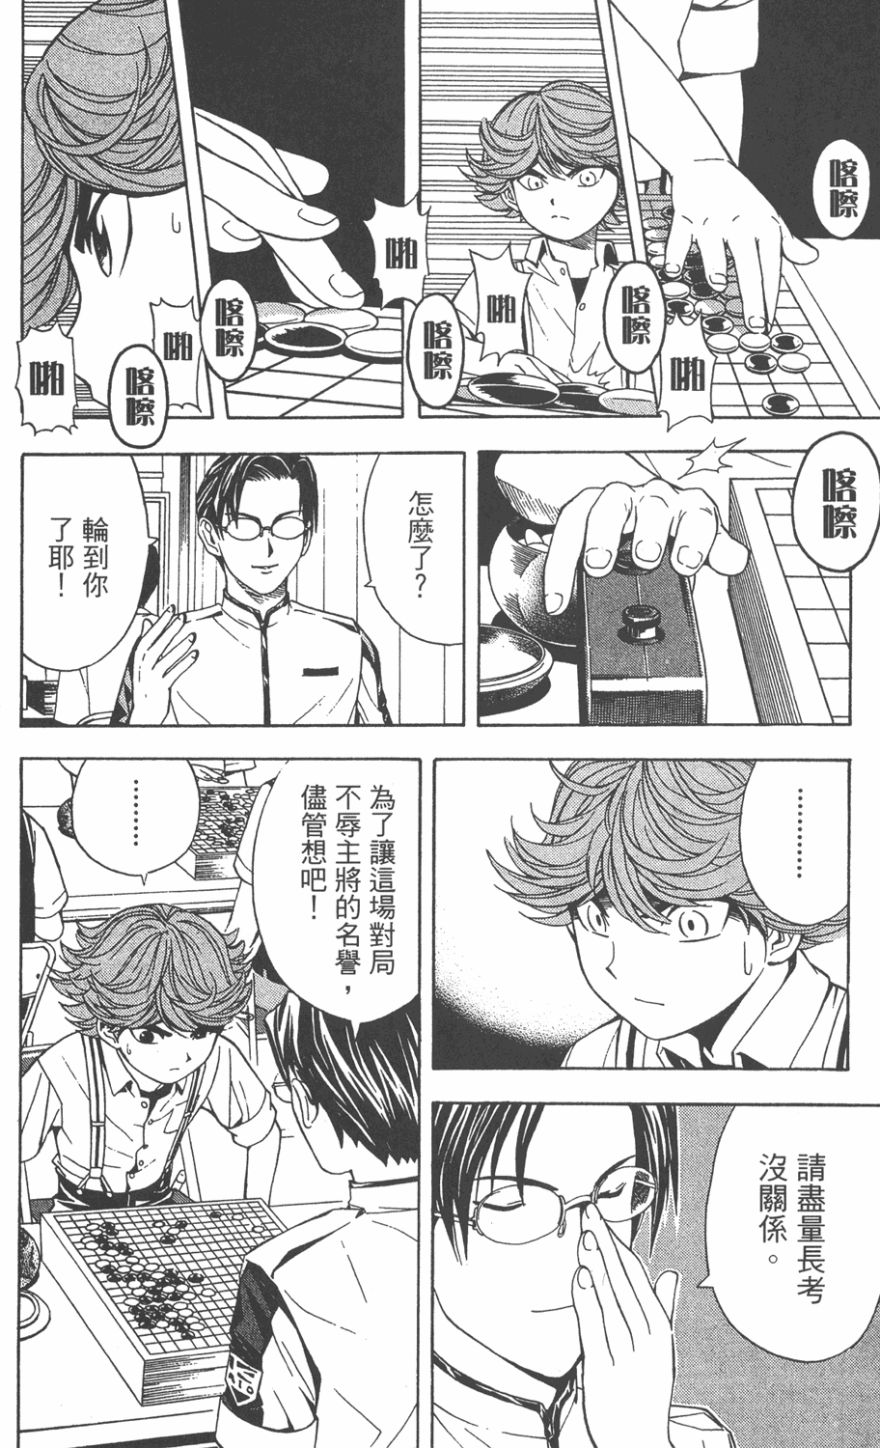 喀嚓
啪
喀嚓
啪
啪
喀嚓
喀嚓
啪
喀嚓
啪
喀嚓
怎麼了？
輪到你
了耶！
⋯⋯⋯
請盡量長考
沒關係。
為了讓這場對局
不辱主將的名譽，
儘管想吧！
⋯⋯⋯